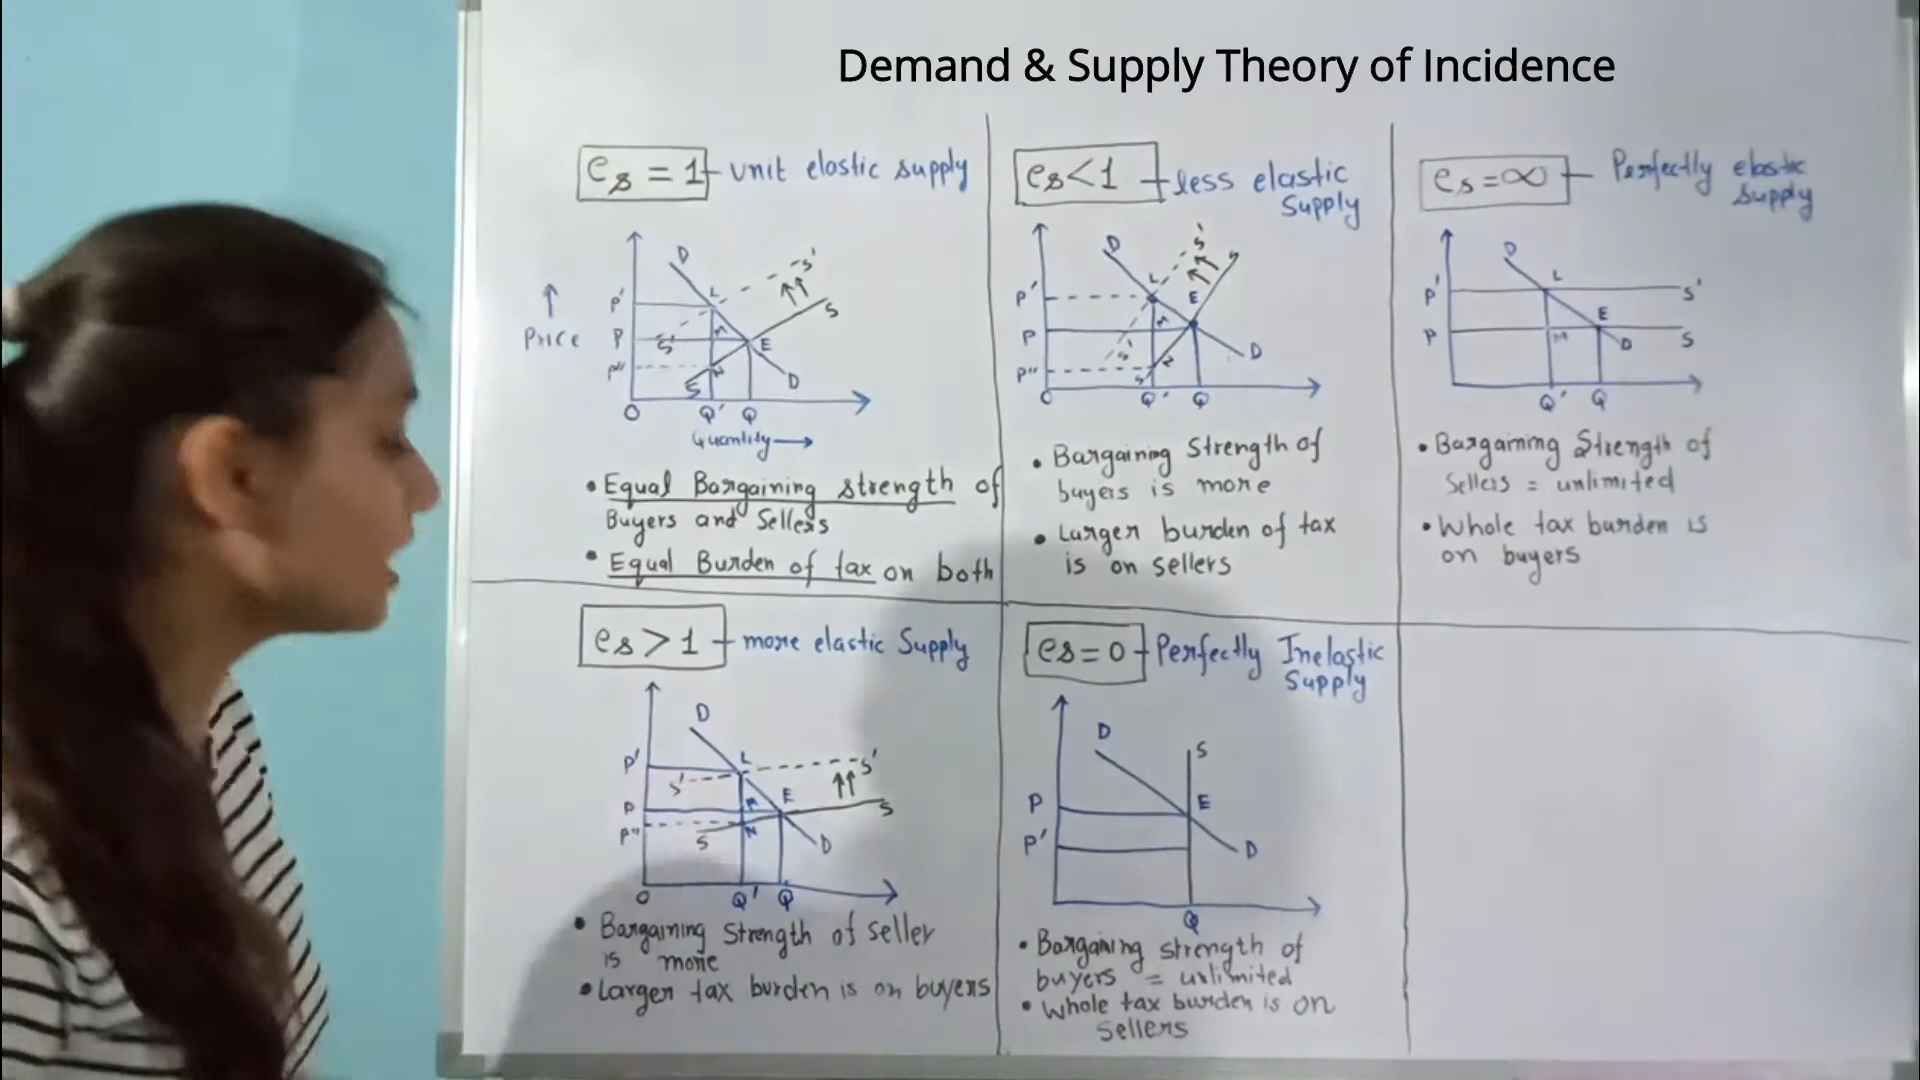 Demand & Supply Theory of Incidence
es = 1 - unit elastic supply
D
S'
L
P'
M
S
↑
Price
P
S'
E
P"
N
S
D
O
Q' Q
Quantity →
• Equal Bargaining strength of
Buyers and Sellers
• Equal Burden of tax on both
es < 1 - less elastic
Supply
D
S'
S
P'
L
E
M
P
S'
D
P"
S
N
O
Q' Q
• Bargaining Strength of
buyers is more
• Larger burden of tax
is on sellers
es = ∞ - Perfectly elastic
Supply
D
L
P'
S'
E
P
M
D
S
Q' Q
• Bargaining Strength of
Sellers = unlimited
• Whole tax burden is
on buyers
es > 1 - more elastic Supply
D
P'
L
S'
S'
E
P
M
S
P"
N
S
D
O
Q' Q
• Bargaining Strength of seller
is more
• Larger tax burden is on buyers
es = 0 - Perfectly Inelastic
Supply
D
S
P
E
P'
D
Q
• Bargaining strength of
buyers = unlimited
• Whole tax burden is on
Sellers